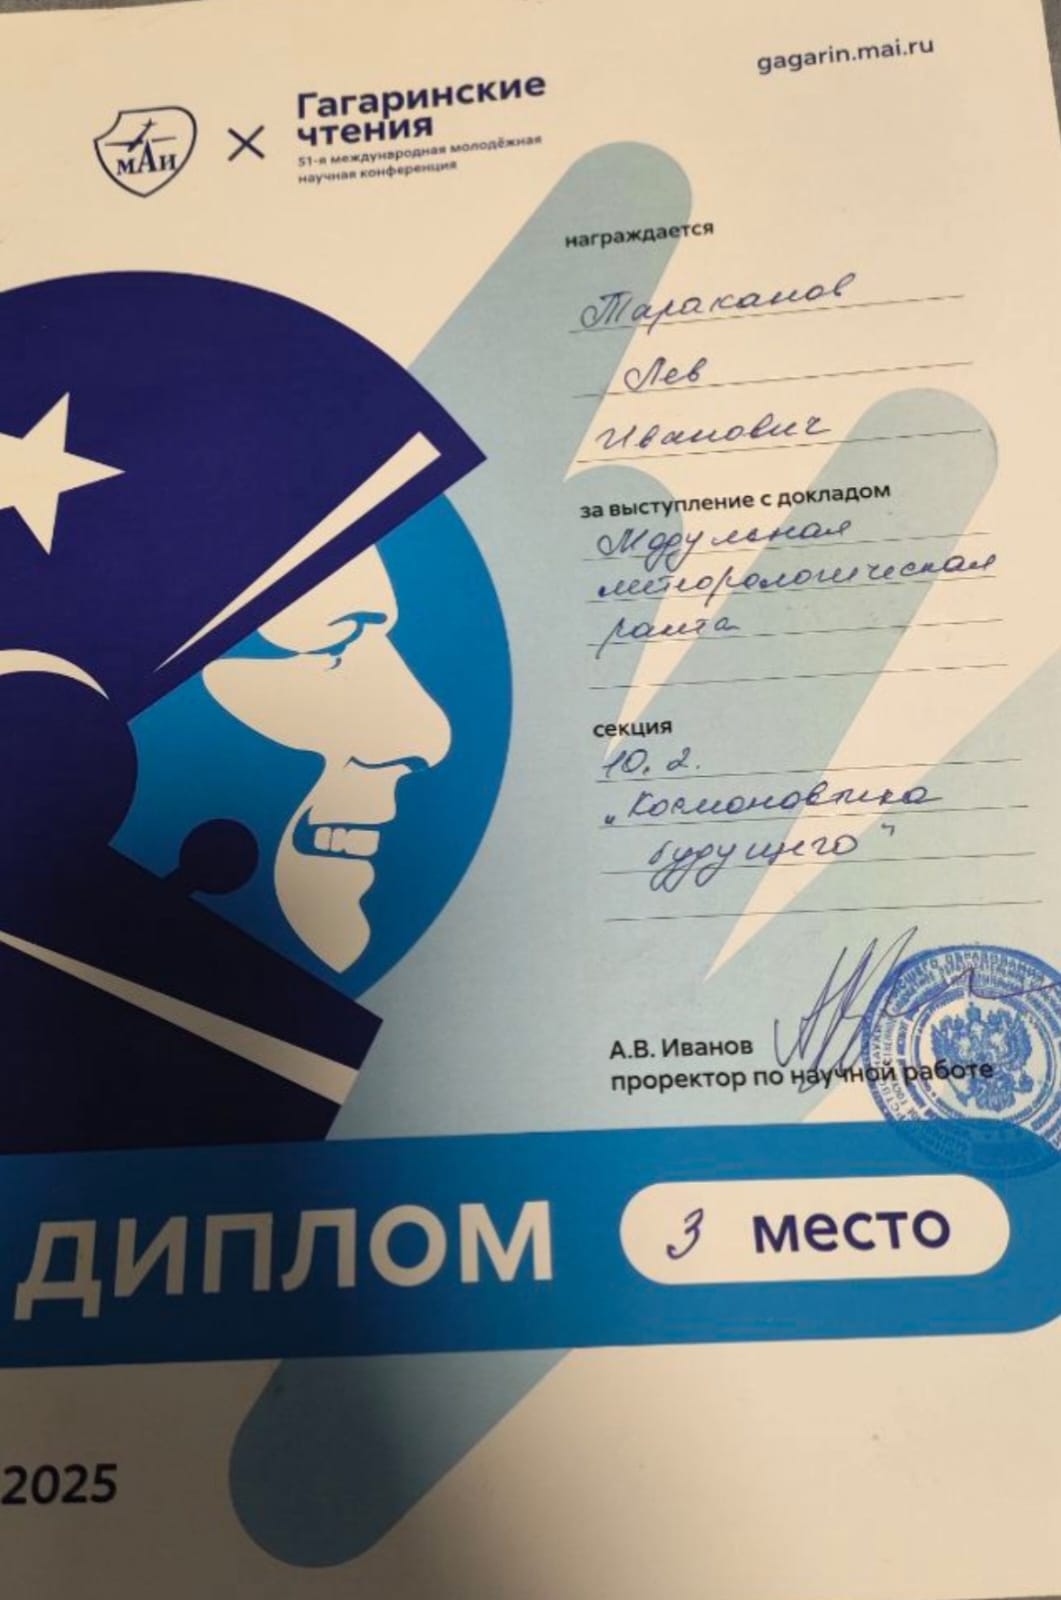 gagarin.mai.ru
МАИ
×
Гагаринские
чтения
51-я международная молодёжная
научная конференция
награждается
Тараканов
Лев
Иванович
за выступление с докладом
Модульная
метеорологическая
ракета
секция
10.2.
„Космонавтика
будущего"
А.В. Иванов
проректор по научной работе
ДИПЛОМ
3 место
2025